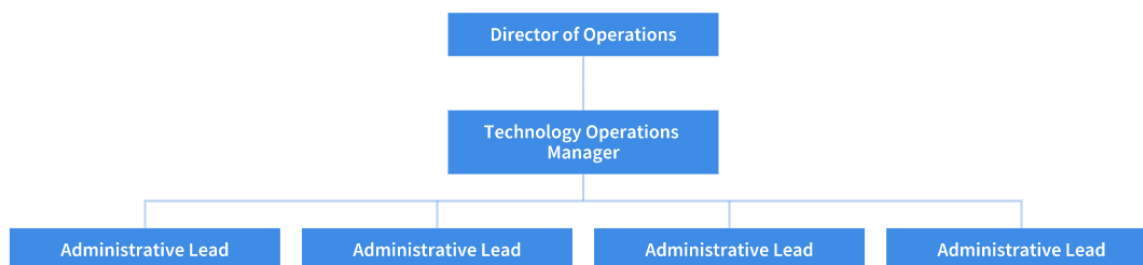 Director of Operations
Technology Operations
Manager
Administrative Lead
Administrative Lead
Administrative Lead
Administrative Lead